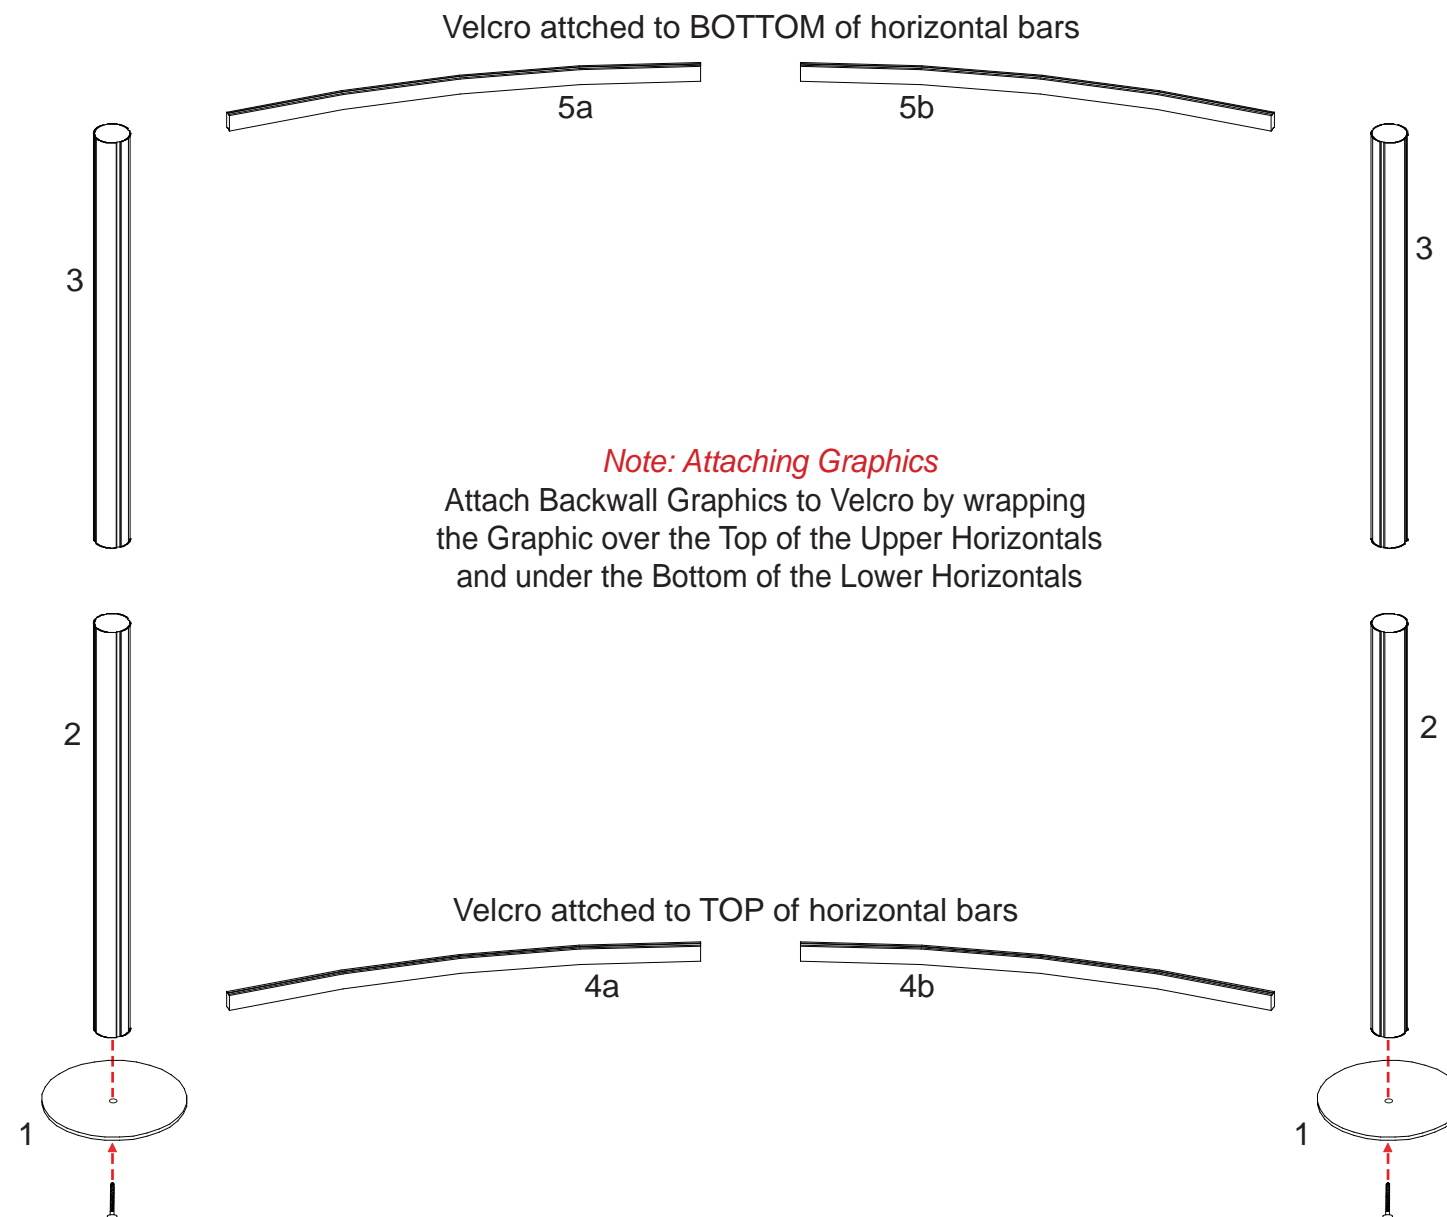 Velcro attched to BOTTOM of horizontal bars
5a
5b
3
3
Note: Attaching Graphics
Attach Backwall Graphics to Velcro by wrapping
the Graphic over the Top of the Upper Horizontals
and under the Bottom of the Lower Horizontals
2
2
Velcro attched to TOP of horizontal bars
4a
4b
1
1